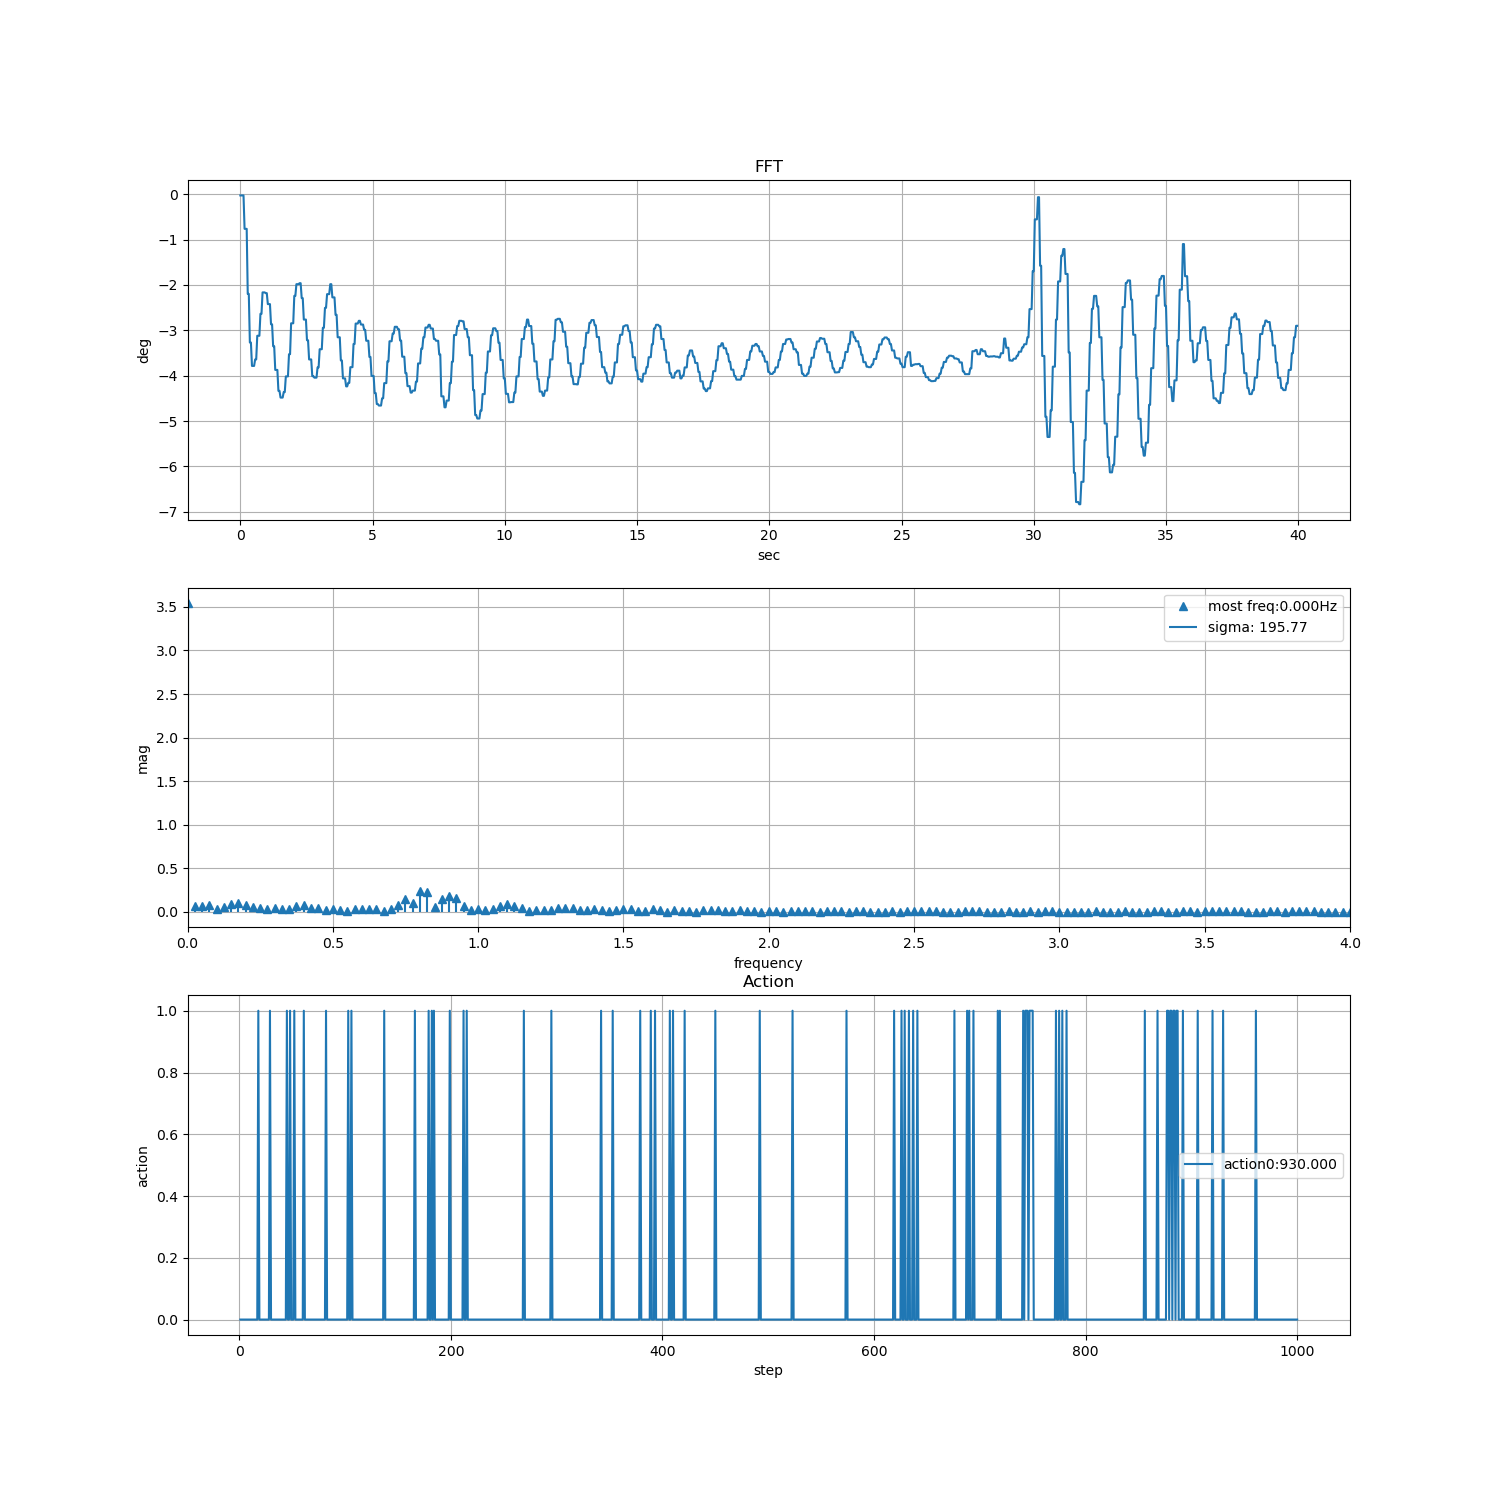 FFT
0
−1
−2
−3
−4
−5
−6
−7
deg
0 5 10 15 20 25 30 35 40
sec
3.5
3.0
2.5
2.0
1.5
1.0
0.5
0.0
mag
most freq:0.000Hz
sigma: 195.77
0.0 0.5 1.0 1.5 2.0 2.5 3.0 3.5 4.0
frequency
Action
1.0
0.8
0.6
0.4
0.2
0.0
action
action0:930.000
0 200 400 600 800 1000
step